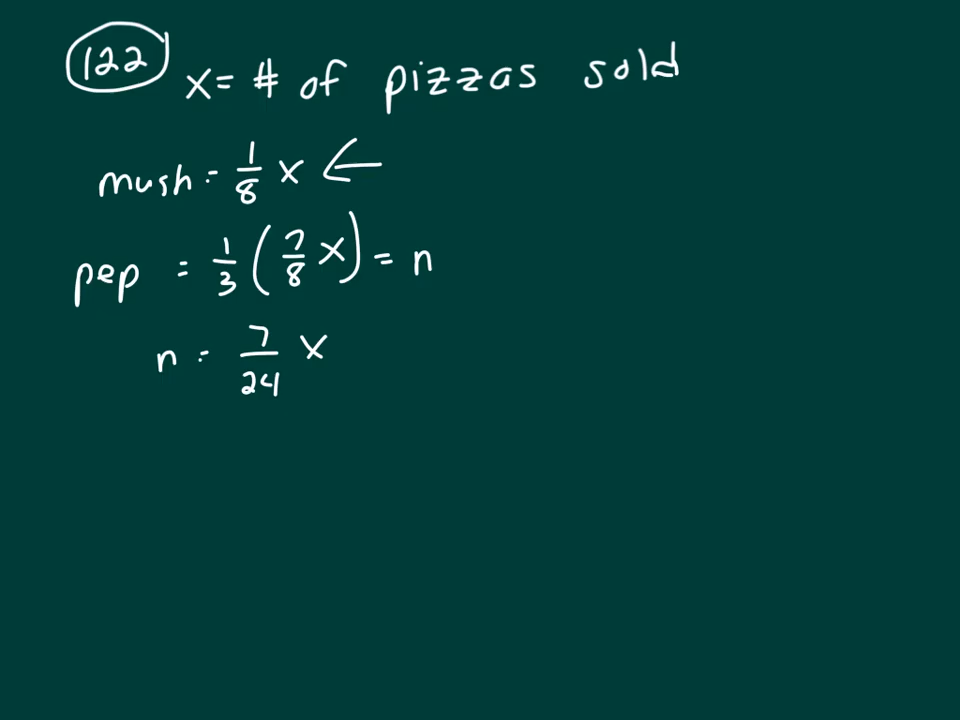 122 x = # of pizzas sold
mush = 1/8 x ←
pep = 1/3 (7/8 x) = n
n = 7/24 x